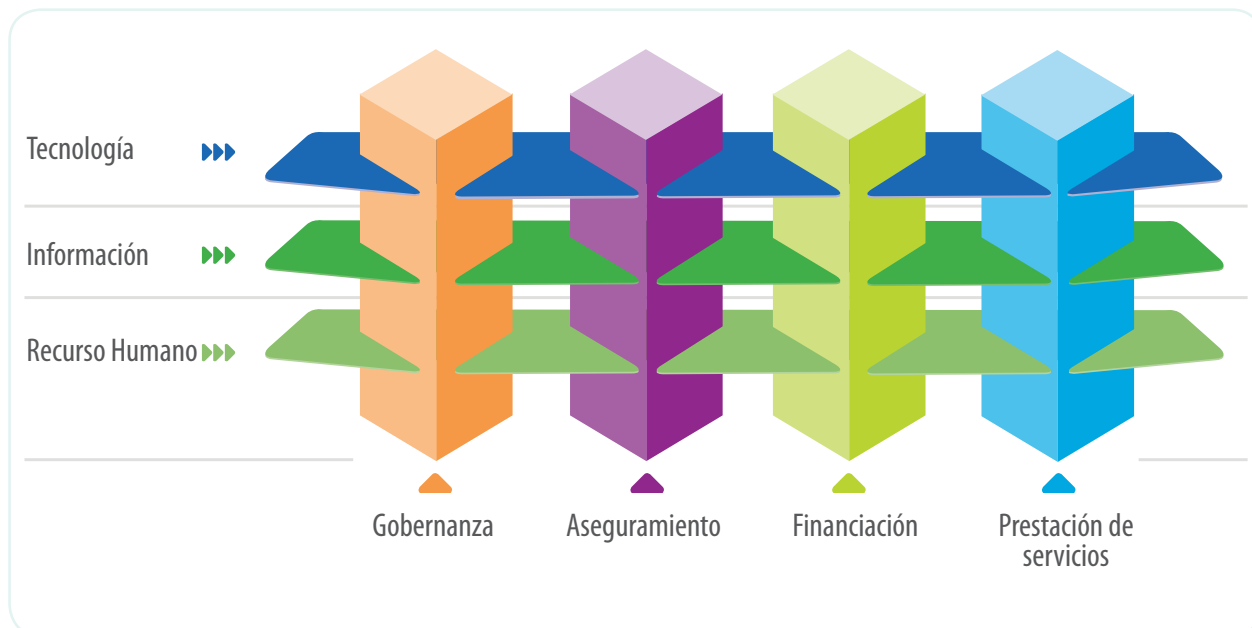 Tecnología
Información
Recurso Humano
Gobernanza
Aseguramiento
Financiación
Prestación de
servicios